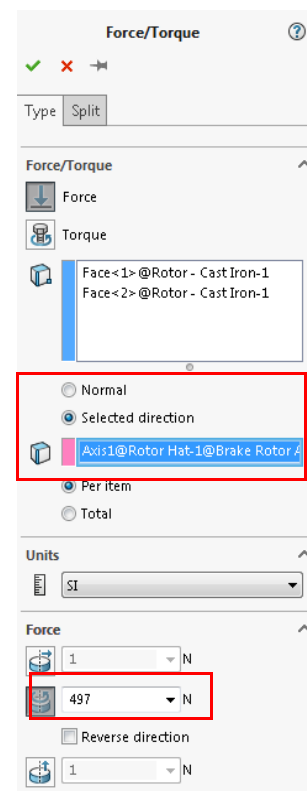 Force/Torque
Type Split
Force/Torque
Force
Torque
Face<1>@Rotor - Cast Iron-1
Face<2>@Rotor - Cast Iron-1
Normal
Selected direction
Axis1@Rotor Hat-1@Brake Rotor A
Per item
Total
Units
SI
Force
1 N
497 N
Reverse direction
1 N